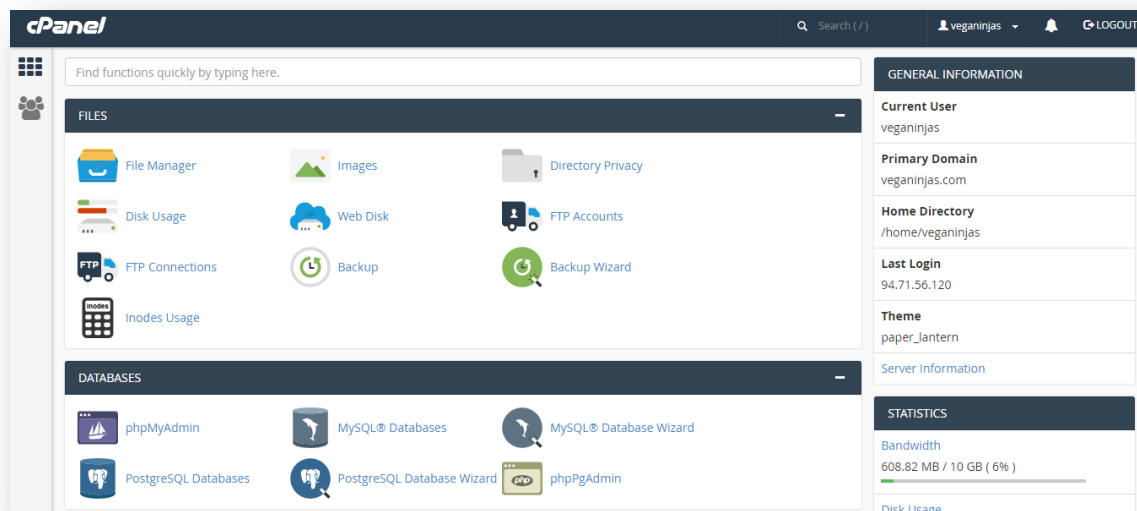 cPanel
Search ( / )
veganinjas
LOGOUT
Find functions quickly by typing here.
FILES
File Manager
Images
Directory Privacy
Disk Usage
Web Disk
FTP Accounts
FTP
FTP Connections
Backup
Backup Wizard
inodes
Inodes Usage
DATABASES
phpMyAdmin
MySQL® Databases
MySQL® Database Wizard
PostgreSQL Databases
PostgreSQL Database Wizard
php
phpPgAdmin
GENERAL INFORMATION
Current User
veganinjas
Primary Domain
veganinjas.com
Home Directory
/home/veganinjas
Last Login
94.71.56.120
Theme
paper_lantern
Server Information
STATISTICS
Bandwidth
608.82 MB / 10 GB ( 6% )
Disk Usage